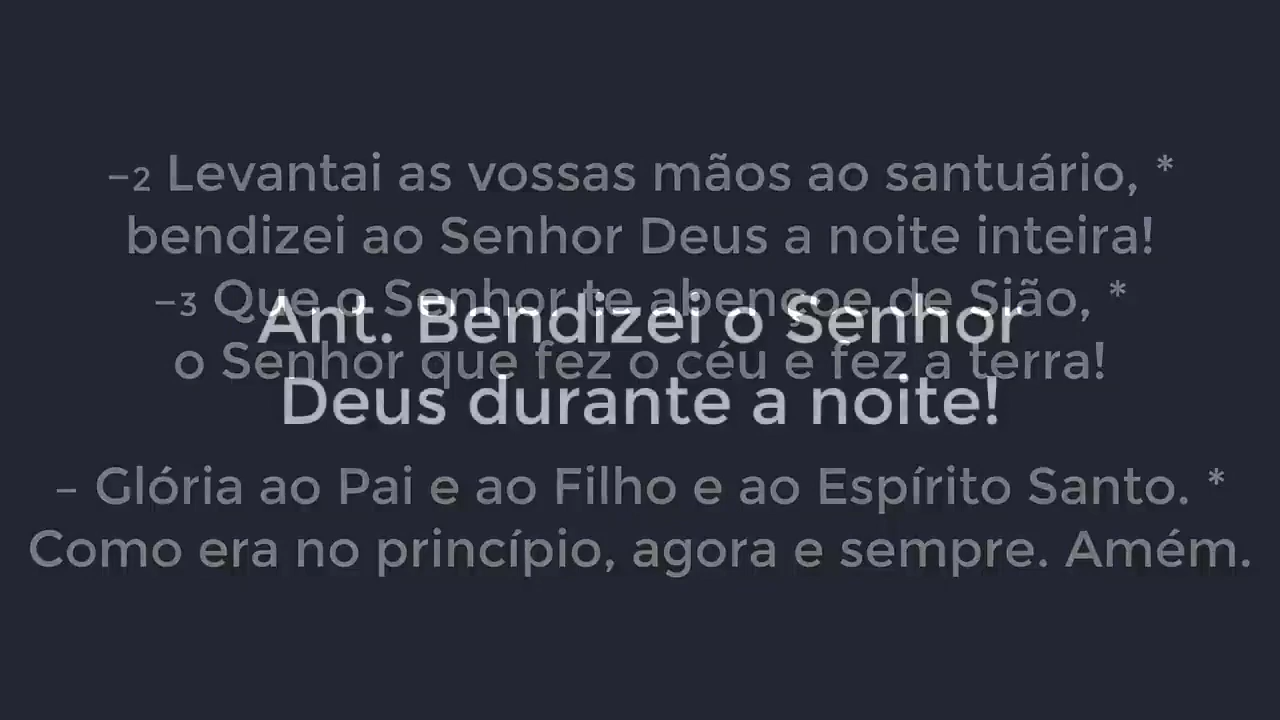 –2 Levantai as vossas mãos ao santuário, *
bendizei ao Senhor Deus a noite inteira!
–3 Que o Senhor te abençoe de Sião, *
o Senhor que fez o céu e fez a terra!
Ant. Bendizei o Senhor
Deus durante a noite!
– Glória ao Pai e ao Filho e ao Espírito Santo. *
Como era no princípio, agora e sempre. Amém.